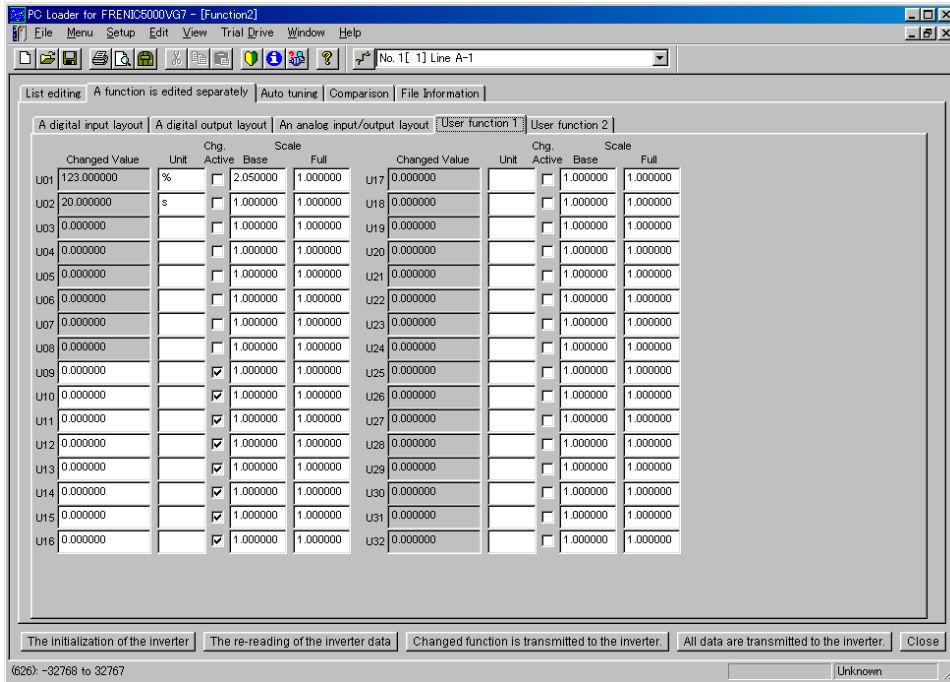 PC Loader for FRENIC5000VG7 - [Function2]
File Menu Setup Edit View Trial Drive Window Help
No. 1[ 1] Line A-1
List editing A function is edited separately Auto tuning Comparison File Information
A digital input layout A digital output layout An analog input/output layout User function 1 User function 2
Chg. Scale Chg. Scale
Changed Value Unit Active Base Full Changed Value Unit Active Base Full
U01 123.000000 % 2.050000 1.000000 U17 0.000000 1.000000 1.000000
U02 20.000000 s 1.000000 1.000000 U18 0.000000 1.000000 1.000000
U03 0.000000 1.000000 1.000000 U19 0.000000 1.000000 1.000000
U04 0.000000 1.000000 1.000000 U20 0.000000 1.000000 1.000000
U05 0.000000 1.000000 1.000000 U21 0.000000 1.000000 1.000000
U06 0.000000 1.000000 1.000000 U22 0.000000 1.000000 1.000000
U07 0.000000 1.000000 1.000000 U23 0.000000 1.000000 1.000000
U08 0.000000 1.000000 1.000000 U24 0.000000 1.000000 1.000000
U09 0.000000 1.000000 1.000000 U25 0.000000 1.000000 1.000000
U10 0.000000 1.000000 1.000000 U26 0.000000 1.000000 1.000000
U11 0.000000 1.000000 1.000000 U27 0.000000 1.000000 1.000000
U12 0.000000 1.000000 1.000000 U28 0.000000 1.000000 1.000000
U13 0.000000 1.000000 1.000000 U29 0.000000 1.000000 1.000000
U14 0.000000 1.000000 1.000000 U30 0.000000 1.000000 1.000000
U15 0.000000 1.000000 1.000000 U31 0.000000 1.000000 1.000000
U16 0.000000 1.000000 1.000000 U32 0.000000 1.000000 1.000000
The initialization of the inverter The re-reading of the inverter data Changed function is transmitted to the inverter. All data are transmitted to the inverter. Close
(626): -32768 to 32767 Unknown